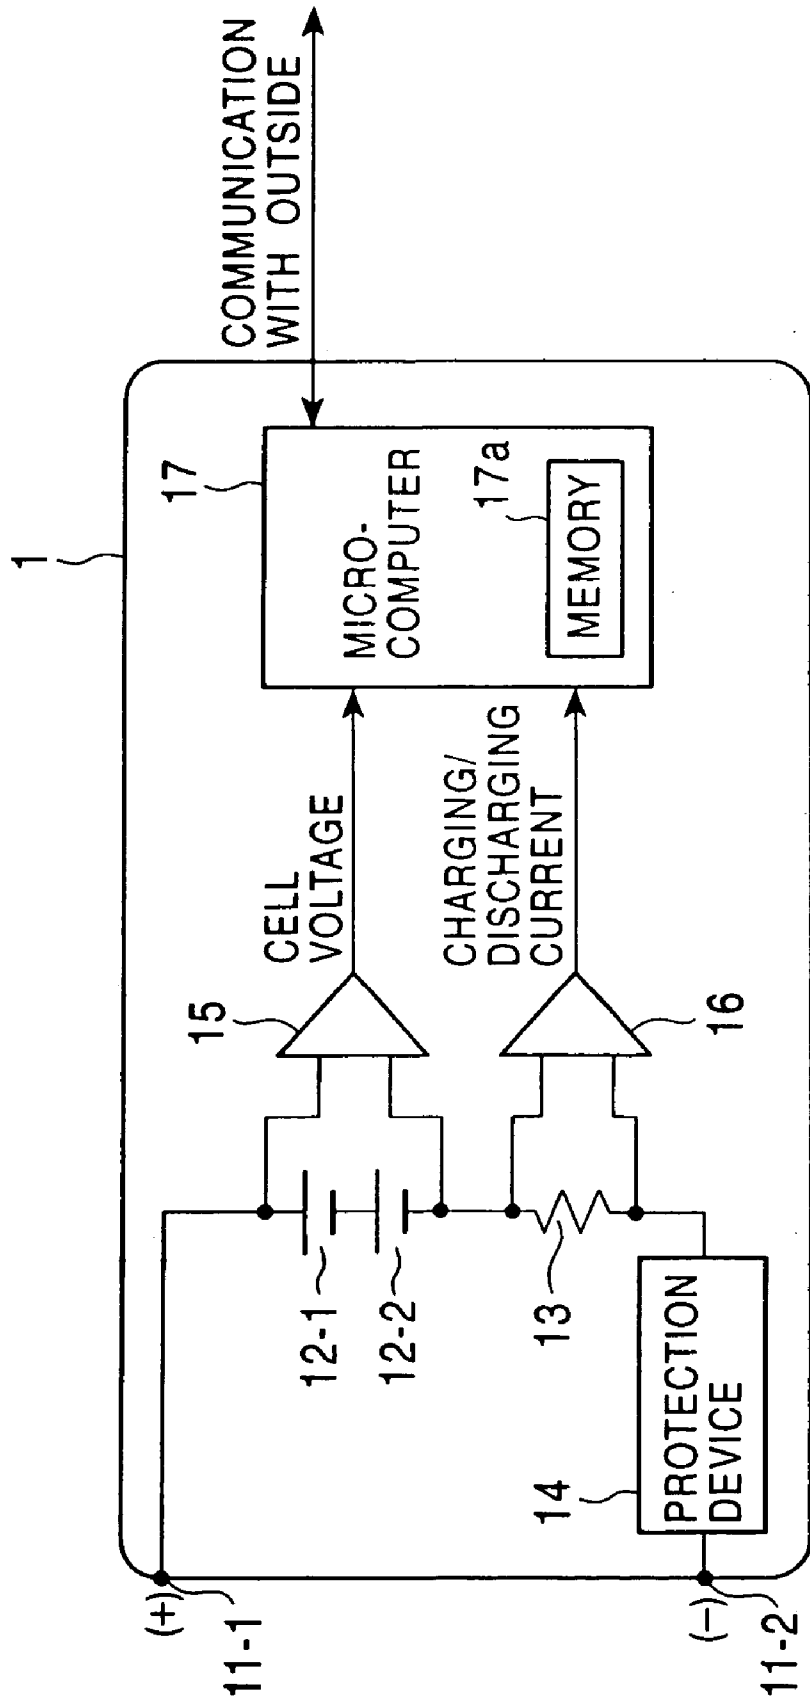 1
COMMUNICATION
WITH OUTSIDE
17
MICRO-
COMPUTER
17a
MEMORY
CELL
VOLTAGE
CHARGING/
DISCHARGING
CURRENT
15
16
12-1
12-2
13
14
PROTECTION
DEVICE
(+)
11-1
(−)
11-2